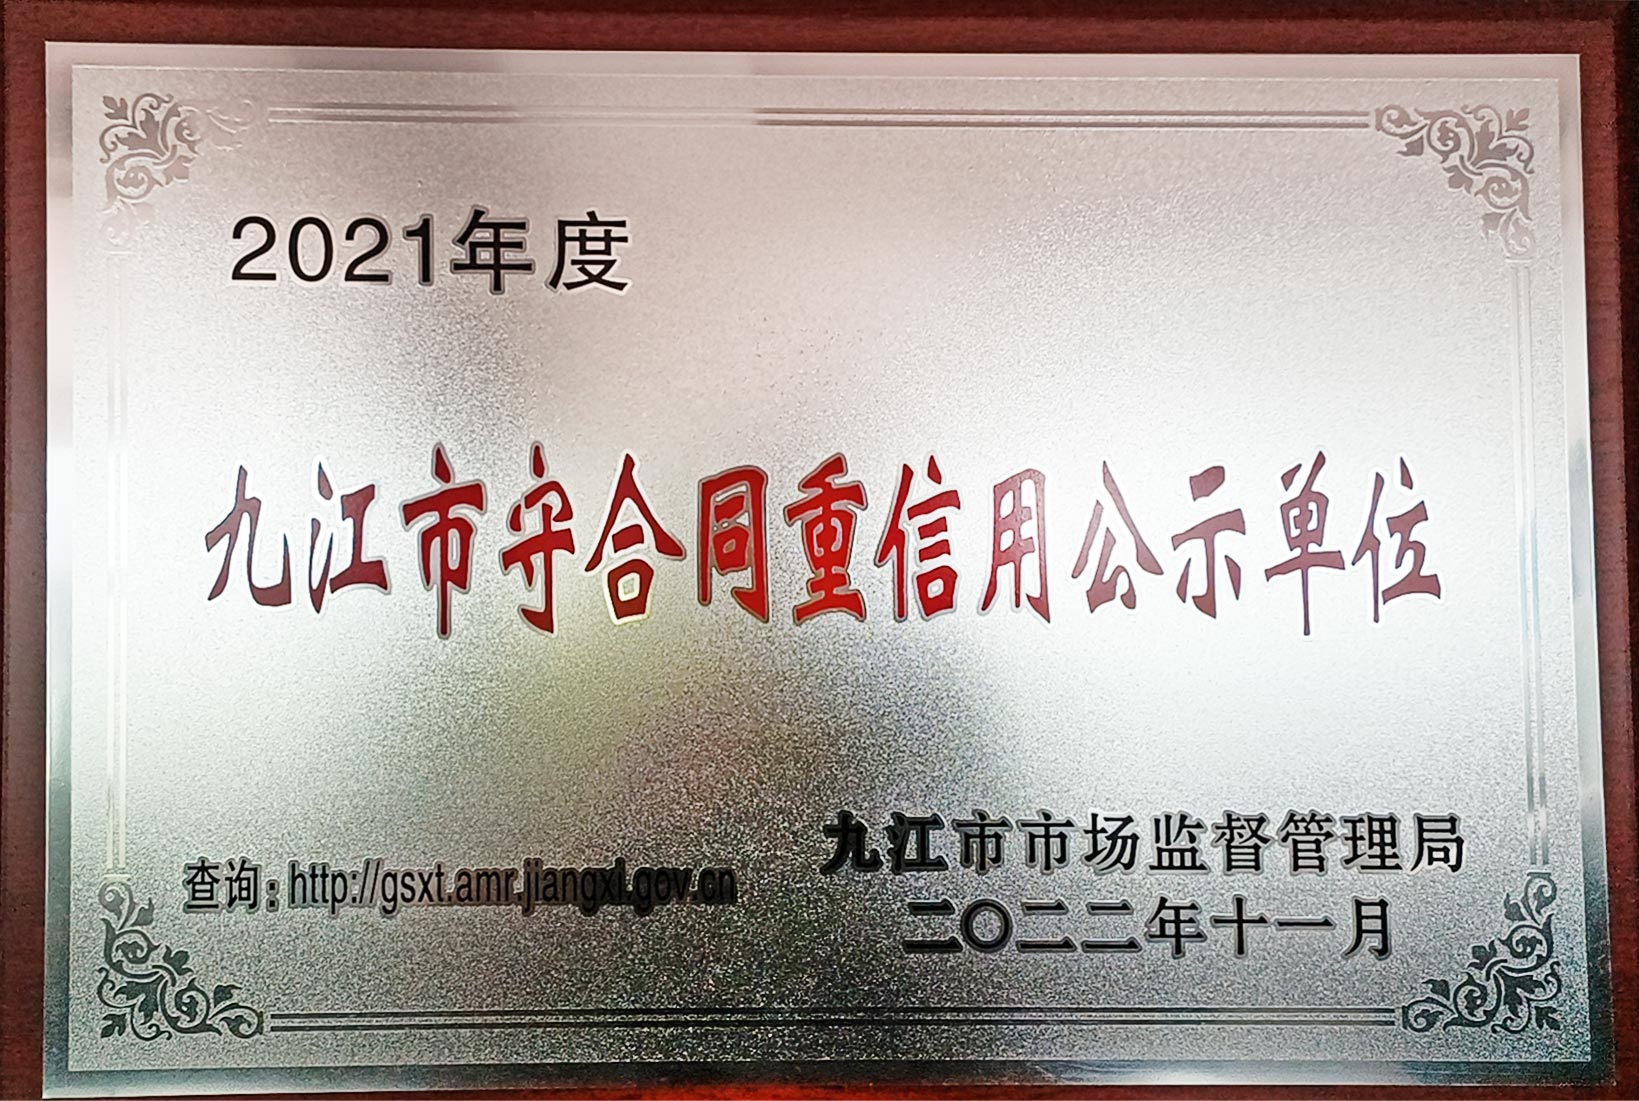 2021年度
九江市守合同重信用公示单位
九江市市场监督管理局
查询：http://gsxt.amr.jiangxi.gov.cn
二〇二二年十一月